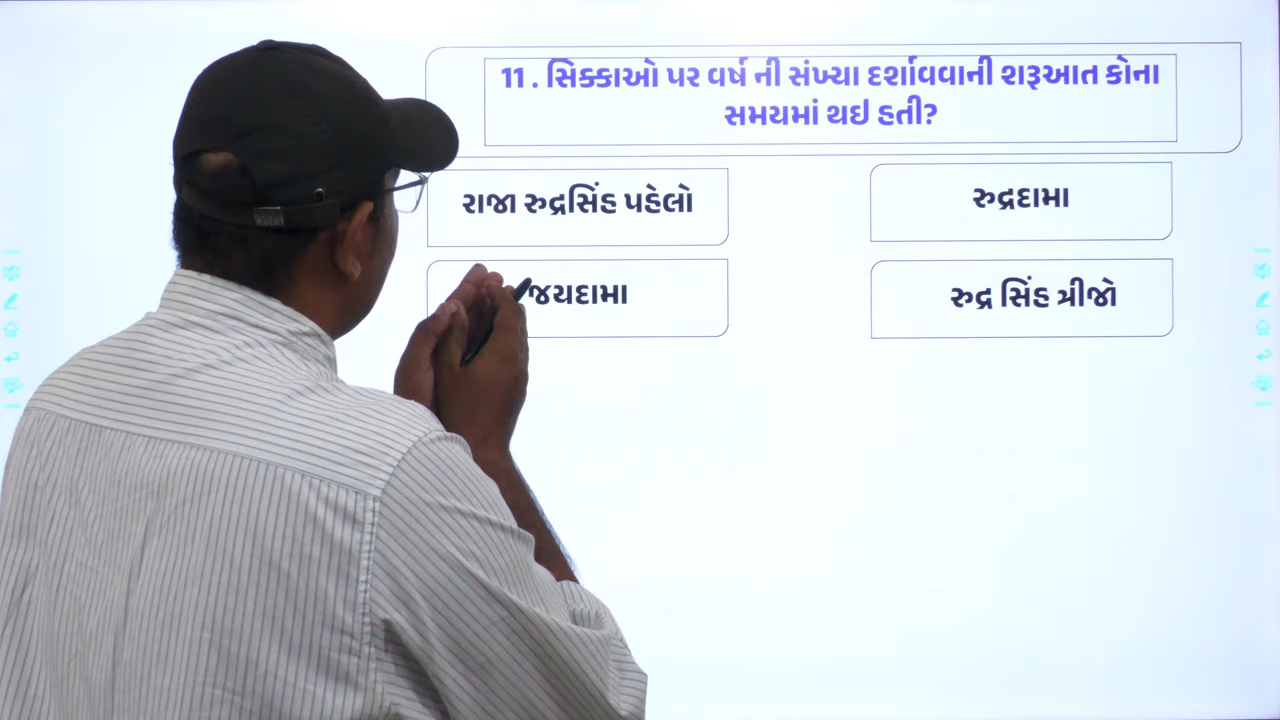 11 . સિક્કાઓ પર વર્ષ ની સંખ્યા દર્શાવવાની શરૂઆત કોના
સમયમાં થઇ હતી?
રાજા રુદ્રસિંહ પહેલો
રુદ્રદામા
જયદામા
રુદ્ર સિંહ ત્રીજો